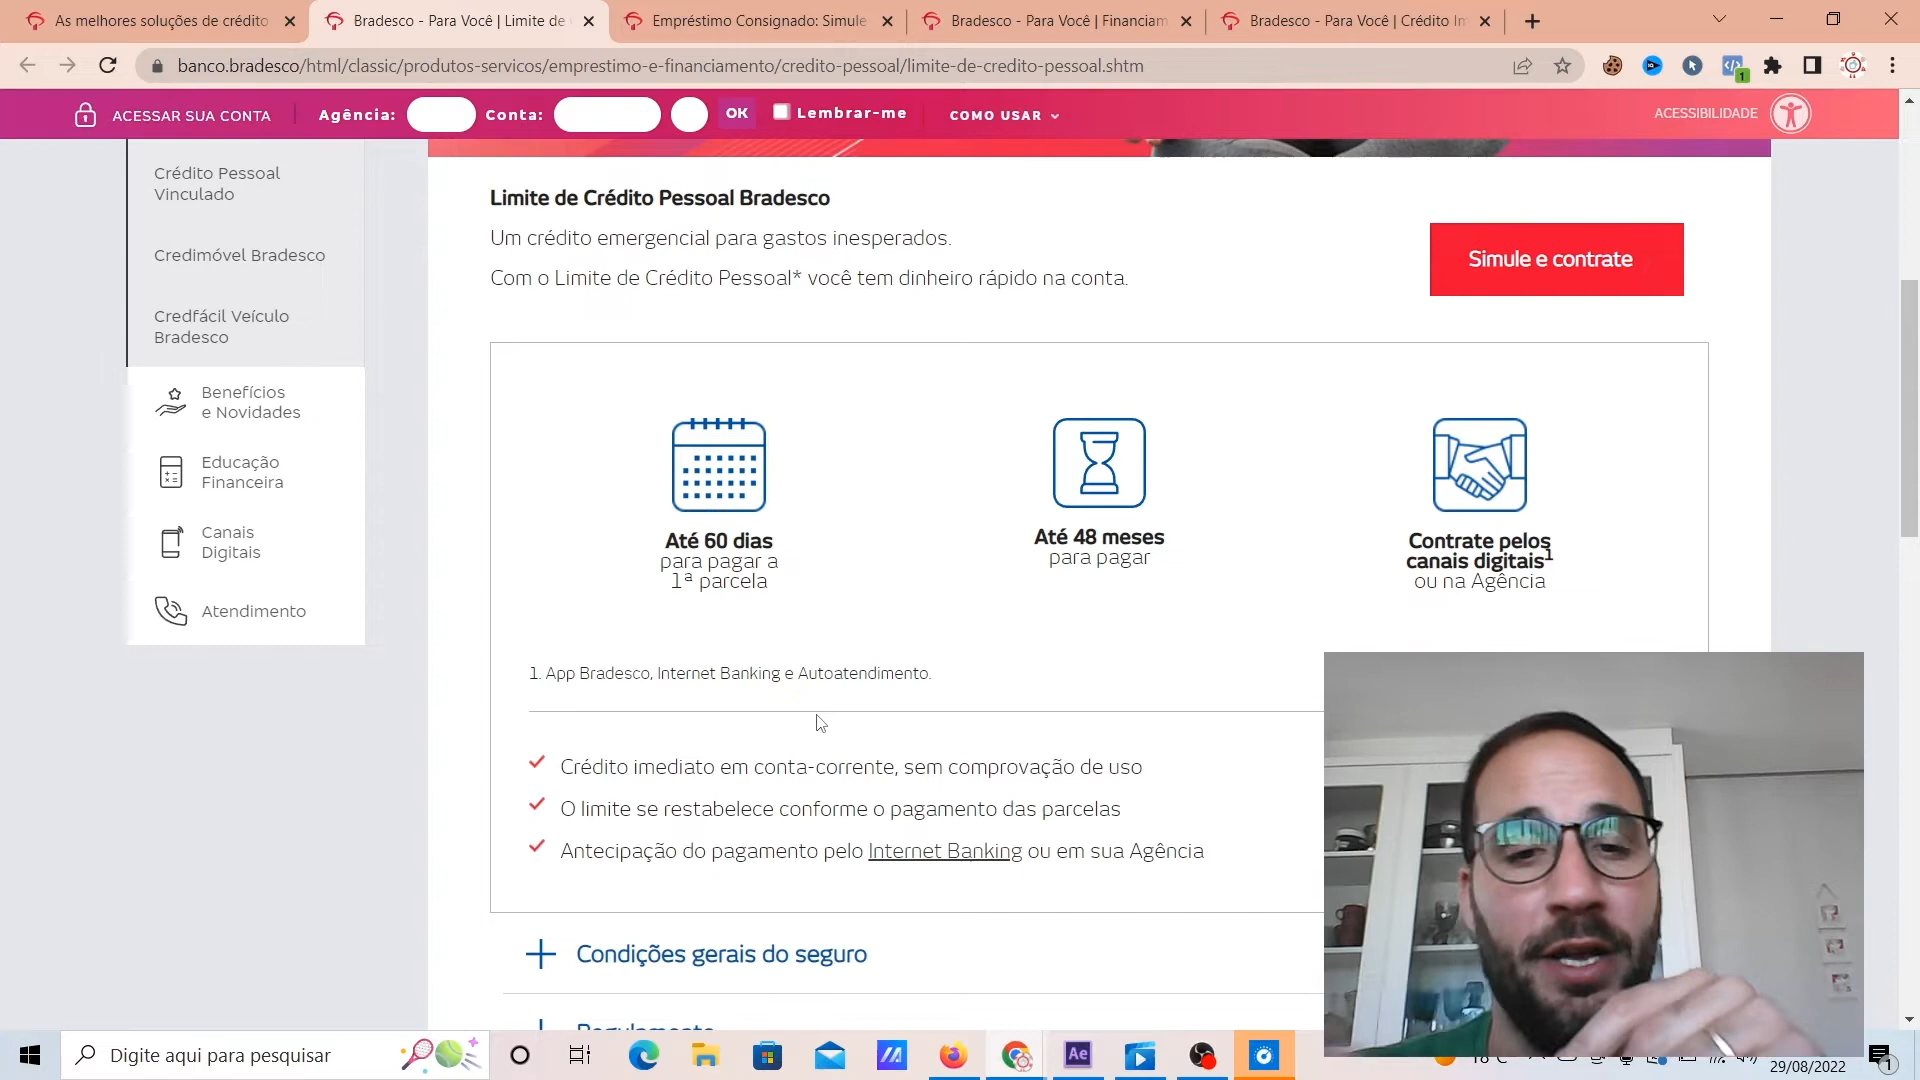 As melhores soluções de crédito
Bradesco - Para Você | Limite de
Empréstimo Consignado: Simule
Bradesco - Para Você | Financiam
Bradesco - Para Você | Crédito Im
banco.bradesco/html/classic/produtos-servicos/emprestimo-e-financiamento/credito-pessoal/limite-de-credito-pessoal.shtm
1
ACESSAR SUA CONTA
Agência:
Conta:
OK
Lembrar-me
COMO USAR
ACESSIBILIDADE
Crédito Pessoal
Vinculado
Credimóvel Bradesco
Credfácil Veículo
Bradesco
Benefícios
e Novidades
Educação
Financeira
Canais
Digitais
Atendimento
Limite de Crédito Pessoal Bradesco
Um crédito emergencial para gastos inesperados.
Com o Limite de Crédito Pessoal* você tem dinheiro rápido na conta.
Simule e contrate
Até 60 dias
para pagar a
1ª parcela
Até 48 meses
para pagar
Contrate pelos
canais digitais¹
ou na Agência
1. App Bradesco, Internet Banking e Autoatendimento.
Crédito imediato em conta-corrente, sem comprovação de uso
O limite se restabelece conforme o pagamento das parcelas
Antecipação do pagamento pelo Internet Banking ou em sua Agência
Condições gerais do seguro
Regulamento
Digite aqui para pesquisar
Ae
18°C
29/08/2022
1